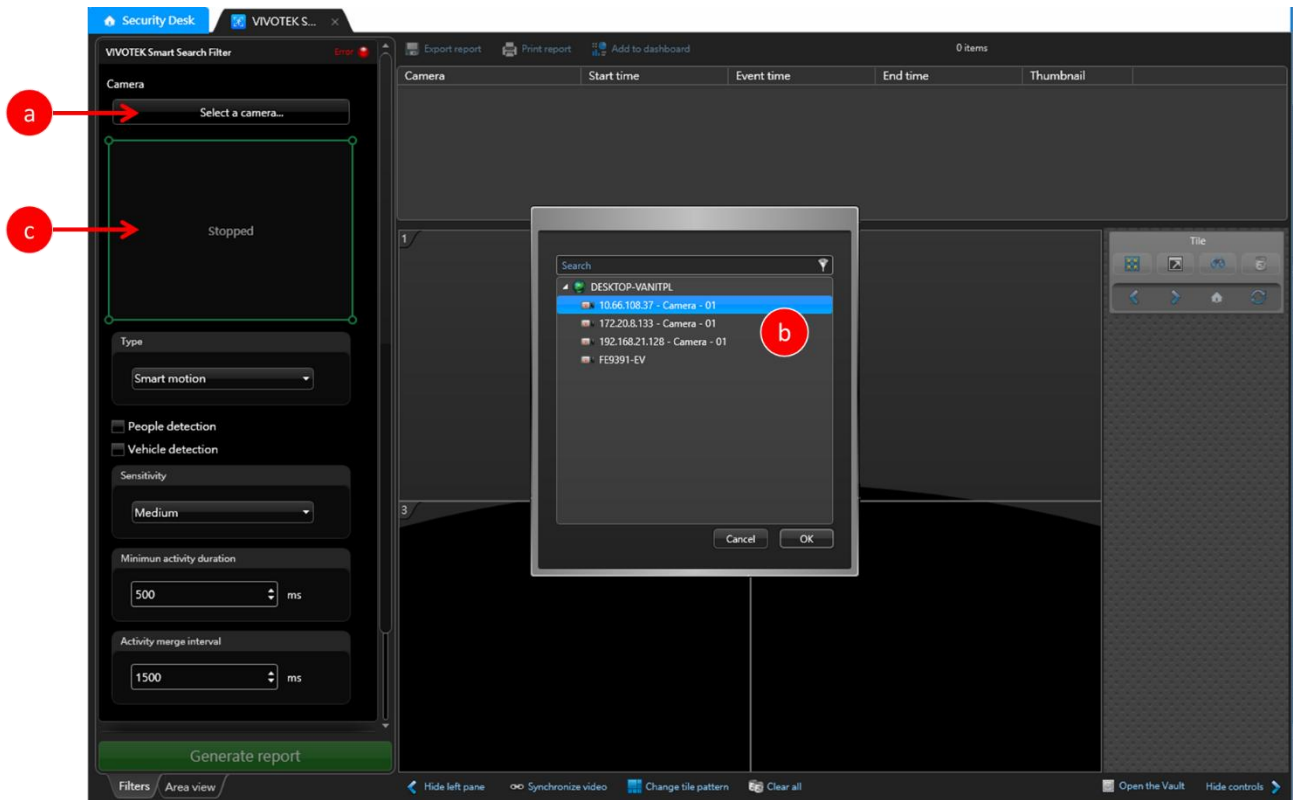 Security Desk
VIVOTEK S...
VIVOTEK Smart Search Filter
Error
Export report
Print report
Add to dashboard
0 items
Camera
Start time
Event time
End time
Thumbnail
Camera
a
Select a camera...
c
Stopped
1
Tile
Search
DESKTOP-VANITPL
10.66.108.37 - Camera - 01
172.20.8.133 - Camera - 01
192.168.21.128 - Camera - 01
FE9391-EV
b
Type
Smart motion
People detection
Vehicle detection
Sensitivity
Medium
3
Cancel
OK
Minimun activity duration
500
ms
Activity merge interval
1500
ms
Generate report
Filters
Area view
Hide left pane
Synchronize video
Change tile pattern
Clear all
Open the Vault
Hide controls